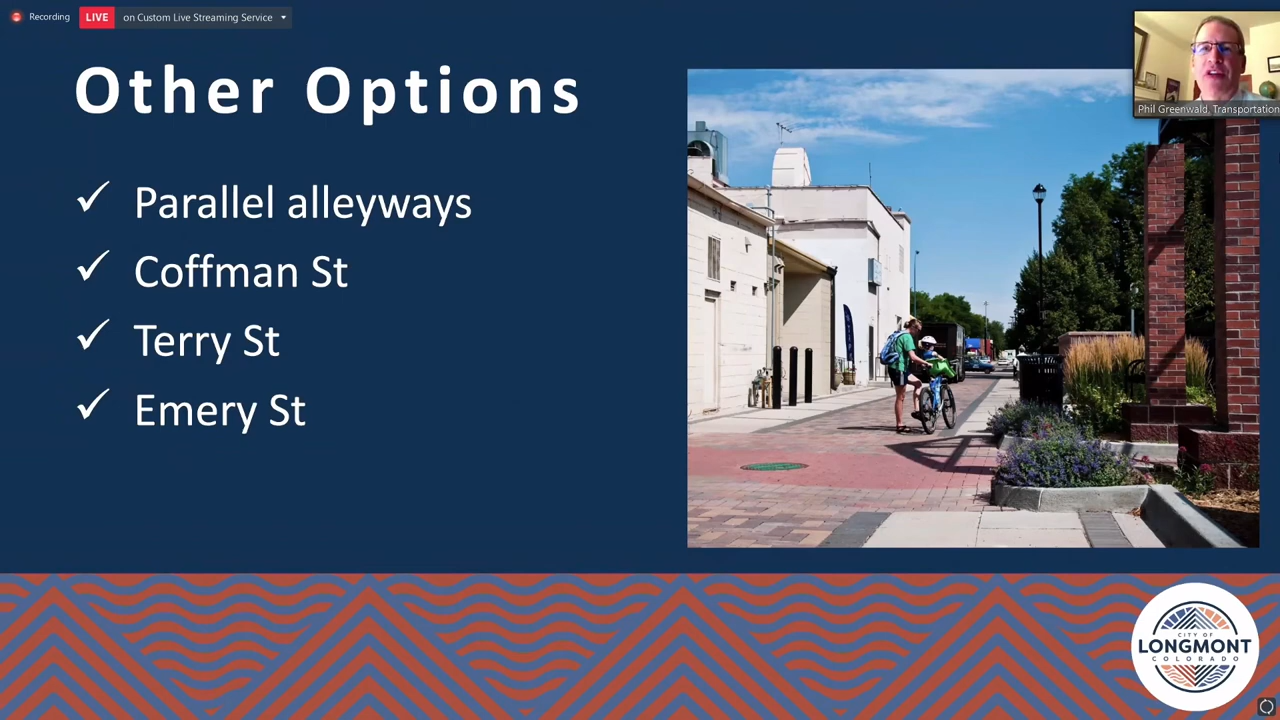 Recording
LIVE on Custom Live Streaming Service
Phil Greenwald, Transportation
Other Options
✓ Parallel alleyways
✓ Coffman St
✓ Terry St
✓ Emery St
CITY OF
LONGMONT
COLORADO